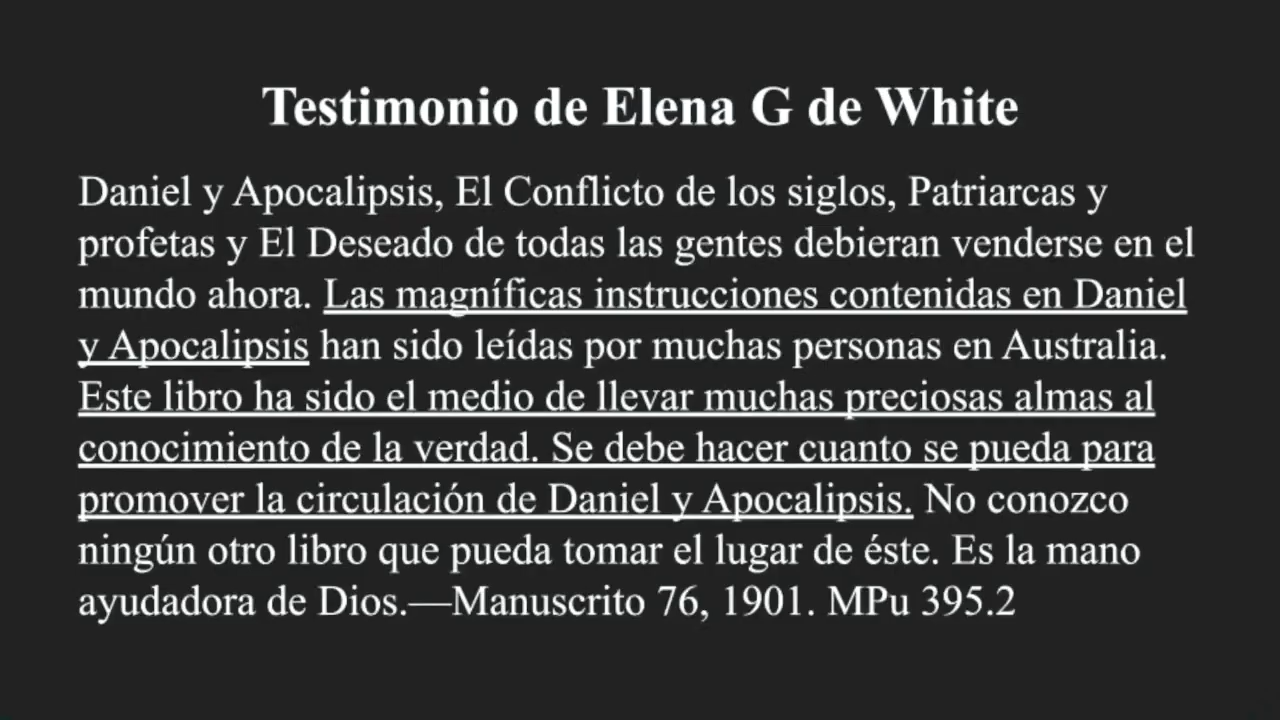 Testimonio de Elena G de White
Daniel y Apocalipsis, El Conflicto de los siglos, Patriarcas y
profetas y El Deseado de todas las gentes debieran venderse en el
mundo ahora. Las magníficas instrucciones contenidas en Daniel
y Apocalipsis han sido leídas por muchas personas en Australia.
Este libro ha sido el medio de llevar muchas preciosas almas al
conocimiento de la verdad. Se debe hacer cuanto se pueda para
promover la circulación de Daniel y Apocalipsis. No conozco
ningún otro libro que pueda tomar el lugar de éste. Es la mano
ayudadora de Dios.—Manuscrito 76, 1901. MPu 395.2